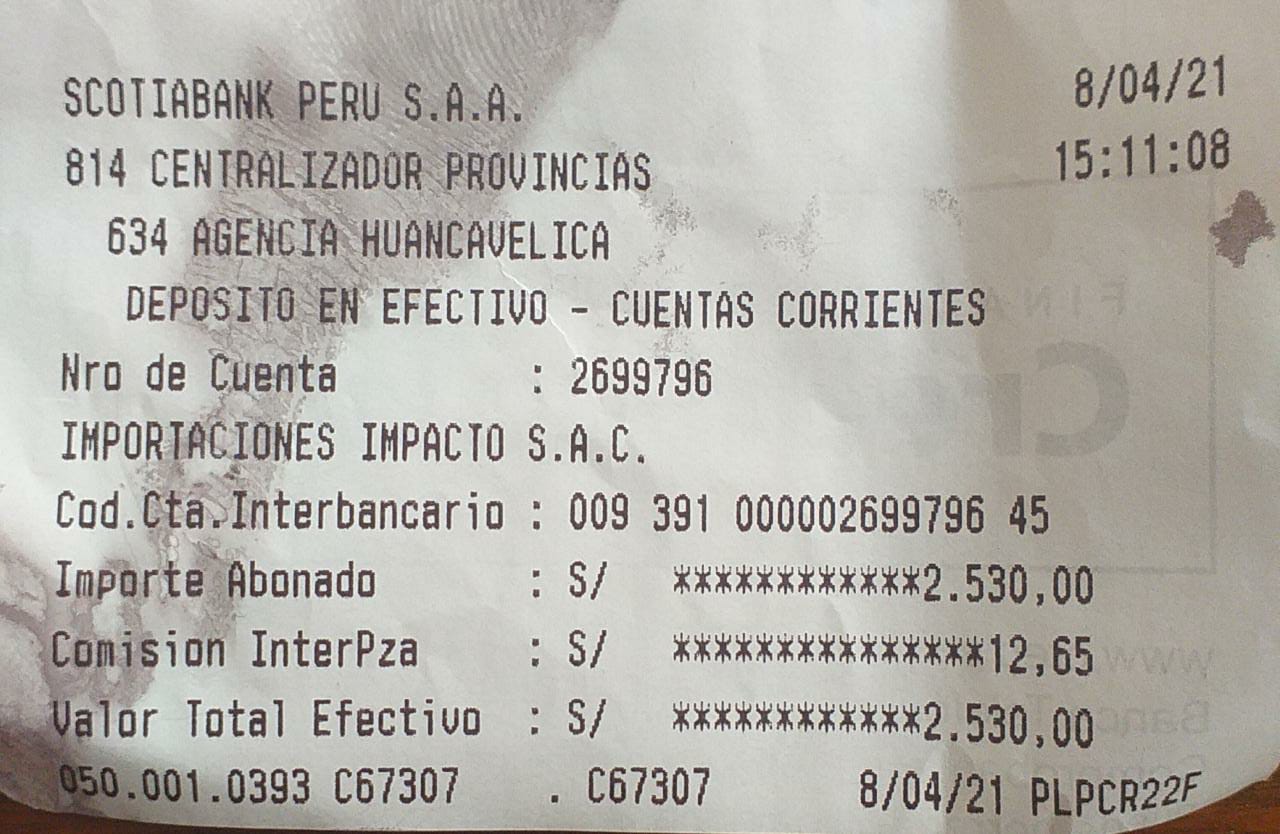 SCOTIABANK PERU S.A.A. 8/04/21
814 CENTRALIZADOR PROVINCIAS 15:11:08
634 AGENCIA HUANCAVELICA
DEPOSITO EN EFECTIVO - CUENTAS CORRIENTES
Nro de Cuenta : 2699796
IMPORTACIONES IMPACTO S.A.C.
Cod.Cta.Interbancario : 009 391 000002699796 45
Importe Abonado : S/ ************2.530,00
Comision InterPza : S/ ***************12,65
Valor Total Efectivo : S/ ************2.530,00
050.001.0393 C67307 . C67307 8/04/21 PLPCR22F